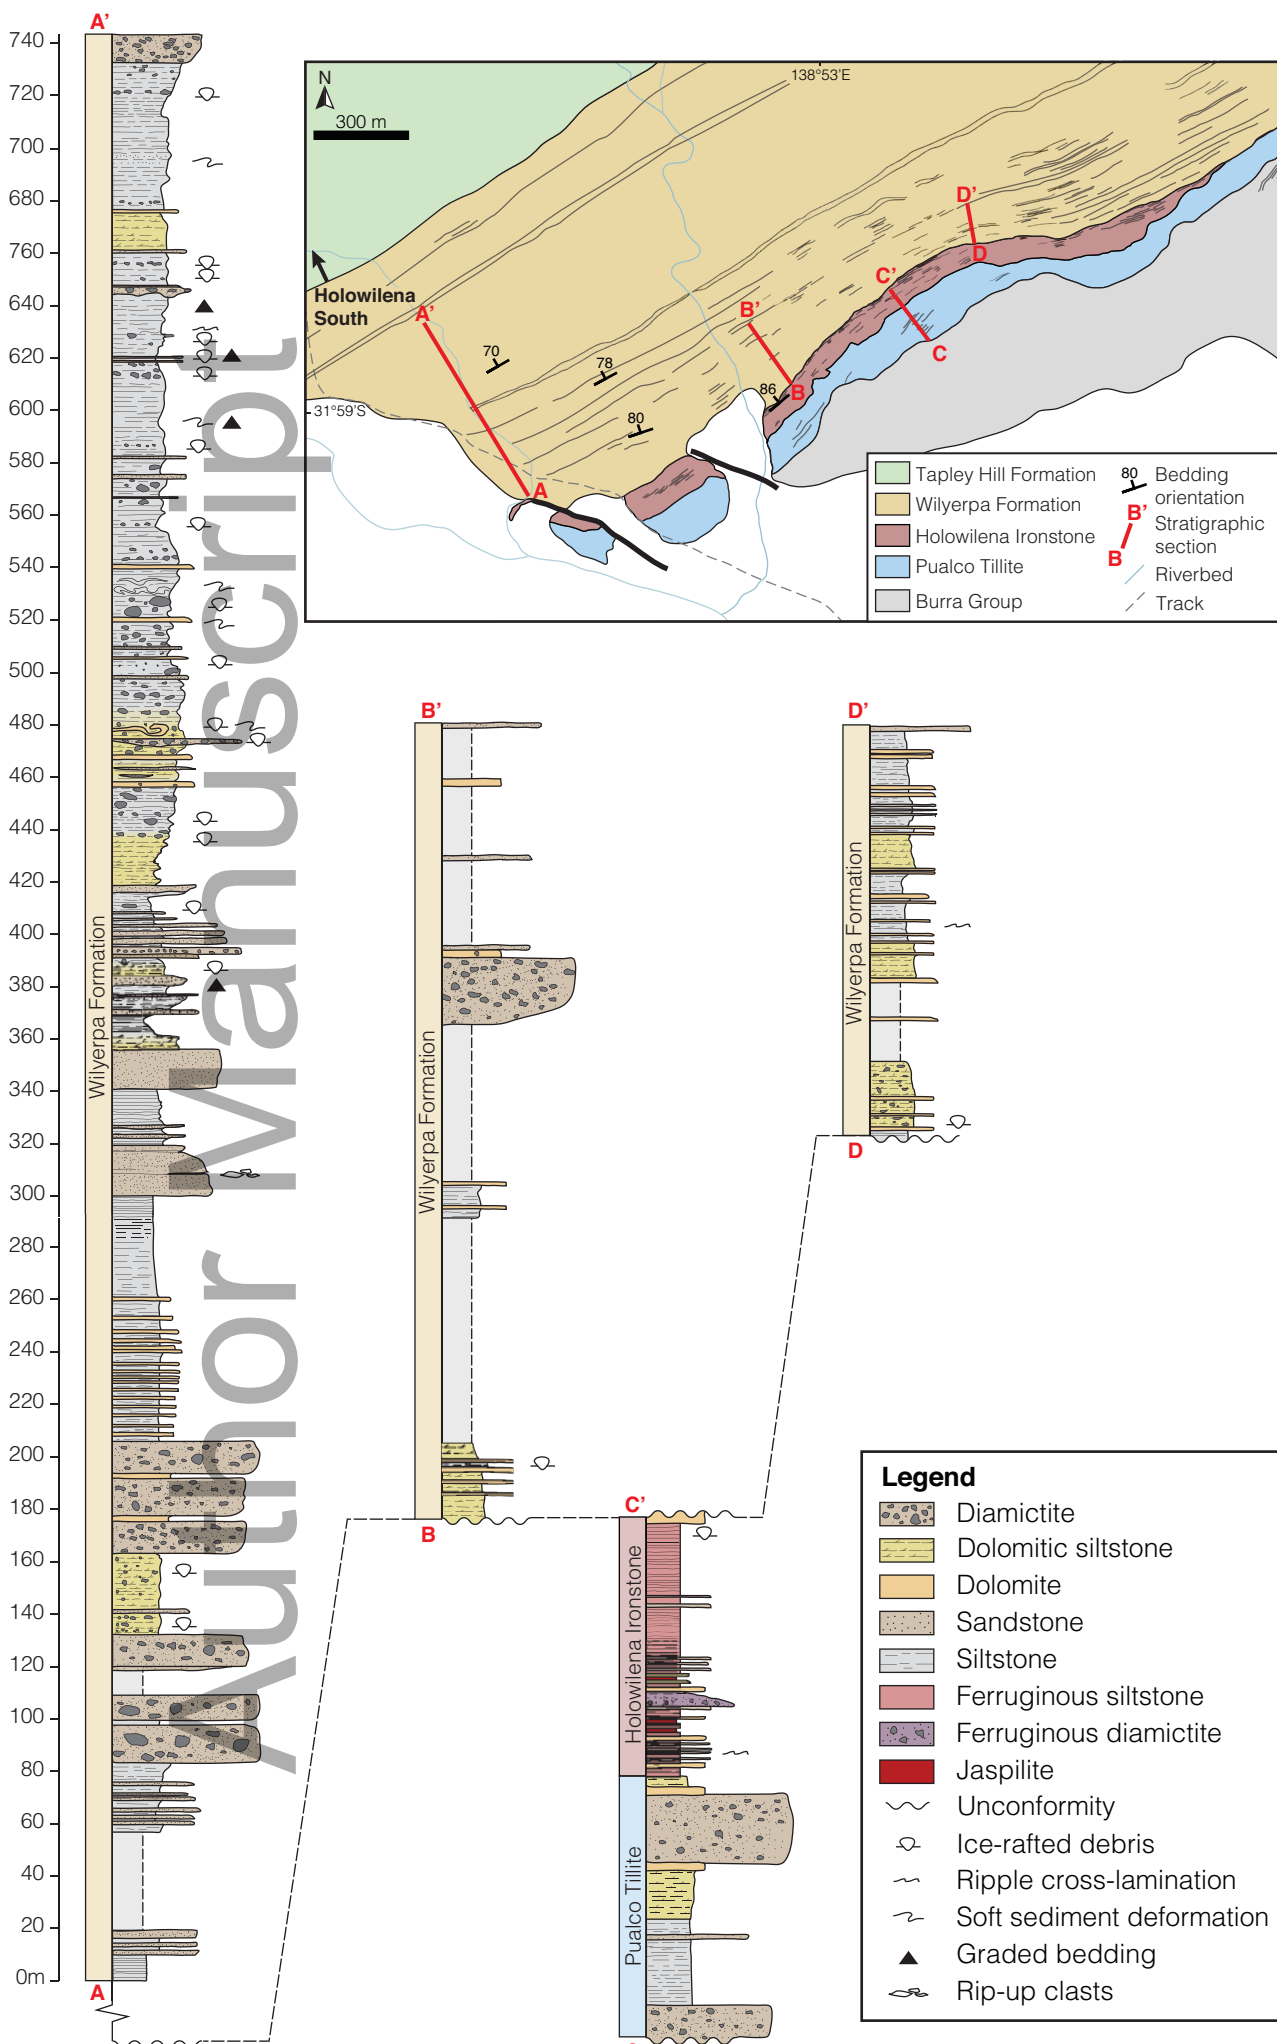 A'
740
720
700
680
760
640
620
600
580
560
540
520
500
480
460
440
420
400
380
360
340
320
300
280
260
240
220
200
180
160
140
120
100
80
60
40
20
0m
A
Wilyerpa Formation
Author Manuscript
N
300 m
138°53'E
31°59'S
Holowilena
South
A'
A
B'
B
C'
C
D'
D
70
78
80
86
Tapley Hill Formation
Wilyerpa Formation
Holowilena Ironstone
Pualco Tillite
Burra Group
80
Bedding
orientation
B'
B
Stratigraphic
section
Riverbed
Track
B'
Wilyerpa Formation
B
D'
Wilyerpa Formation
D
C'
Holowilena Ironstone
Pualco Tillite
Legend
Diamictite
Dolomitic siltstone
Dolomite
Sandstone
Siltstone
Ferruginous siltstone
Ferruginous diamictite
Jaspilite
Unconformity
Ice-rafted debris
Ripple cross-lamination
Soft sediment deformation
Graded bedding
Rip-up clasts